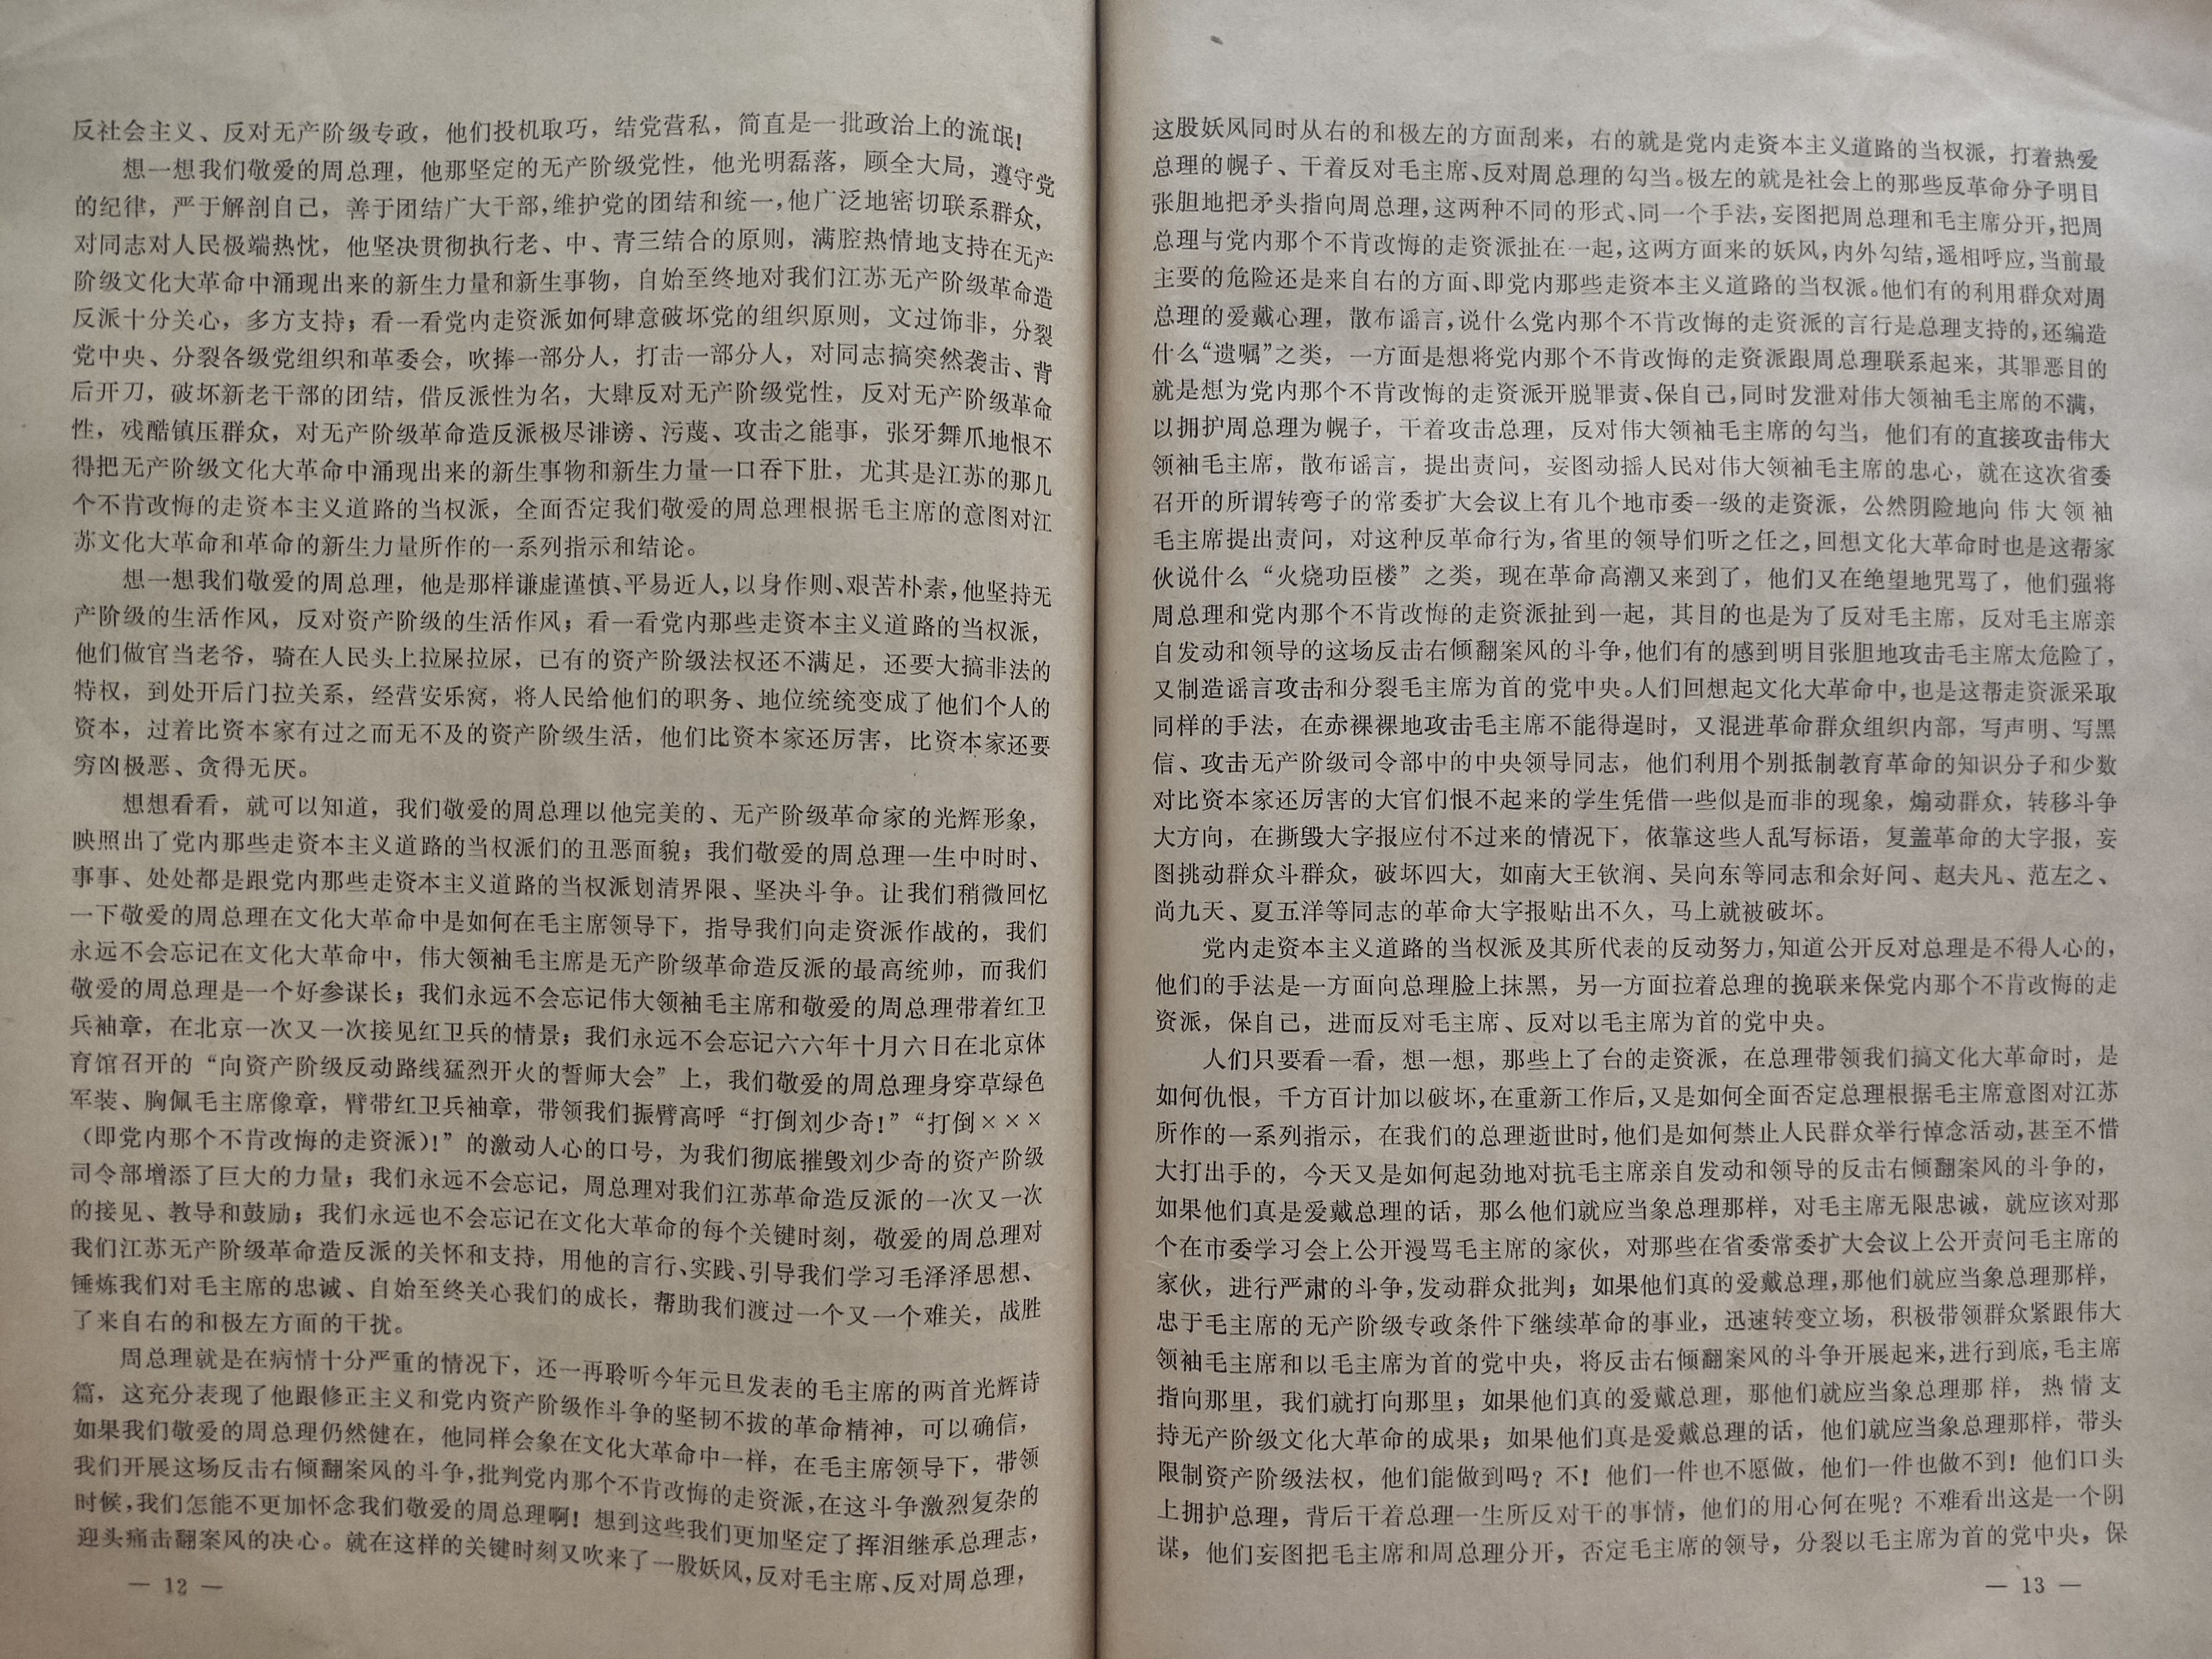 反社会主义、反对无产阶级专政，他们投机取巧，结党营私，简直是一批政治上的流氓！
想一想我们敬爱的周总理，他那坚定的无产阶级党性，他光明磊落，顾全大局，遵守党
的纪律，严于解剖自己，善于团结广大干部，维护党的团结和统一，他广泛地密切联系群众，
对同志对人民极端热忱，他坚决贯彻执行老、中、青三结合的原则，满腔热情地支持在无产
阶级文化大革命中涌现出来的新生力量和新生事物，自始至终地对我们江苏无产阶级革命造
反派十分关心，多方支持；看一看党内走资派如何肆意破坏党的组织原则，文过饰非，分裂
党中央、分裂各级党组织和革委会，吹捧一部分人，打击一部分人，对同志搞突然袭击、背
后开刀，破坏新老干部的团结，借反派性为名，大肆反对无产阶级党性，反对无产阶级革命
性，残酷镇压群众，对无产阶级革命造反派极尽诽谤、污蔑、攻击之能事，张牙舞爪地恨不
得把无产阶级文化大革命中涌现出来的新生事物和新生力量一口吞下肚，尤其是江苏的那几
个不肯改悔的走资本主义道路的当权派，全面否定我们敬爱的周总理根据毛主席的意图对江
苏文化大革命和革命的新生力量所作的一系列指示和结论。
想一想我们敬爱的周总理，他是那样谦虚谨慎、平易近人，以身作则、艰苦朴素，他坚持无
产阶级的生活作风，反对资产阶级的生活作风；看一看党内那些走资本主义道路的当权派，
他们做官当老爷，骑在人民头上拉屎拉尿，已有的资产阶级法权还不满足，还要大搞非法的
特权，到处开后门拉关系，经营安乐窝，将人民给他们的职务、地位统统变成了他们个人的
资本，过着比资本家有过之而无不及的资产阶级生活，他们比资本家还厉害，比资本家还要
穷凶极恶、贪得无厌。
想想看看，就可以知道，我们敬爱的周总理以他完美的、无产阶级革命家的光辉形象，
映照出了党内那些走资本主义道路的当权派们的丑恶面貌；我们敬爱的周总理一生中时时、
事事、处处都是跟党内那些走资本主义道路的当权派划清界限、坚决斗争。让我们稍微回忆
一下敬爱的周总理在文化大革命中是如何在毛主席领导下，指导我们向走资派作战的，我们
永远不会忘记在文化大革命中，伟大领袖毛主席是无产阶级革命造反派的最高统帅，而我们
敬爱的周总理是一个好参谋长；我们永远不会忘记伟大领袖毛主席和敬爱的周总理带着红卫
兵袖章，在北京一次又一次接见红卫兵的情景；我们永远不会忘记六六年十月六日在北京体
育馆召开的“向资产阶级反动路线猛烈开火的誓师大会”上，我们敬爱的周总理身穿草绿色
军装、胸佩毛主席像章，臂带红卫兵袖章，带领我们振臂高呼“打倒刘少奇！”“打倒×××
（即党内那个不肯改悔的走资派）！”的激动人心的口号，为我们彻底摧毁刘少奇的资产阶级
司令部增添了巨大的力量；我们永远不会忘记，周总理对我们江苏革命造反派的一次又一次
的接见、教导和鼓励；我们永远也不会忘记在文化大革命的每个关键时刻，敬爱的周总理对
我们江苏无产阶级革命造反派的关怀和支持，用他的言行、实践、引导我们学习毛泽泽思想、
锤炼我们对毛主席的忠诚、自始至终关心我们的成长，帮助我们渡过一个又一个难关，战胜
了来自右的和极左方面的干扰。
周总理就是在病情十分严重的情况下，还一再聆听今年元旦发表的毛主席的两首光辉诗
篇，这充分表现了他跟修正主义和党内资产阶级作斗争的坚韧不拔的革命精神，可以确信，
如果我们敬爱的周总理仍然健在，他同样会象在文化大革命中一样，在毛主席领导下，带领
我们开展这场反击右倾翻案风的斗争，批判党内那个不肯改悔的走资派，在这斗争激烈复杂的
时候，我们怎能不更加怀念我们敬爱的周总理啊！想到这些我们更加坚定了挥泪继承总理志，
迎头痛击翻案风的决心。就在这样的关键时刻又吹来了一股妖风，反对毛主席、反对周总理，
— 12 —
这股妖风同时从右的和极左的方面刮来，右的就是党内走资本主义道路的当权派，打着热爱
总理的幌子、干着反对毛主席、反对周总理的勾当。极左的就是社会上的那些反革命分子明目
张胆地把矛头指向周总理，这两种不同的形式、同一个手法，妄图把周总理和毛主席分开，把周
总理与党内那个不肯改悔的走资派扯在一起，这两方面来的妖风，内外勾结，遥相呼应，当前最
主要的危险还是来自右的方面、即党内那些走资本主义道路的当权派。他们有的利用群众对周
总理的爱戴心理，散布谣言，说什么党内那个不肯改悔的走资派的言行是总理支持的，还编造
什么“遗嘱”之类，一方面是想将党内那个不肯改悔的走资派跟周总理联系起来，其罪恶目的
就是想为党内那个不肯改悔的走资派开脱罪责、保自己，同时发泄对伟大领袖毛主席的不满，
以拥护周总理为幌子，干着攻击总理，反对伟大领袖毛主席的勾当，他们有的直接攻击伟大
领袖毛主席，散布谣言，提出责问，妄图动摇人民对伟大领袖毛主席的忠心，就在这次省委
召开的所谓转弯子的常委扩大会议上有几个地市委一级的走资派，公然阴险地向伟大领袖
毛主席提出责问，对这种反革命行为，省里的领导们听之任之，回想文化大革命时也是这帮家
伙说什么“火烧功臣楼”之类，现在革命高潮又来到了，他们又在绝望地咒骂了，他们强将
周总理和党内那个不肯改悔的走资派扯到一起，其目的也是为了反对毛主席，反对毛主席亲
自发动和领导的这场反击右倾翻案风的斗争，他们有的感到明目张胆地攻击毛主席太危险了，
又制造谣言攻击和分裂毛主席为首的党中央。人们回想起文化大革命中，也是这帮走资派采取
同样的手法，在赤裸裸地攻击毛主席不能得逞时，又混进革命群众组织内部，写声明、写黑
信、攻击无产阶级司令部中的中央领导同志，他们利用个别抵制教育革命的知识分子和少数
对比资本家还厉害的大官们恨不起来的学生凭借一些似是而非的现象，煽动群众，转移斗争
大方向，在撕毁大字报应付不过来的情况下，依靠这些人乱写标语，复盖革命的大字报，妄
图挑动群众斗群众，破坏四大，如南大王钦润、吴向东等同志和余好问、赵夫凡、范左之、
尚九天、夏五洋等同志的革命大字报贴出不久，马上就被破坏。
党内走资本主义道路的当权派及其所代表的反动努力，知道公开反对总理是不得人心的，
他们的手法是一方面向总理脸上抹黑，另一方面拉着总理的挽联来保党内那个不肯改悔的走
资派，保自己，进而反对毛主席、反对以毛主席为首的党中央。
人们只要看一看，想一想，那些上了台的走资派，在总理带领我们搞文化大革命时，是
如何仇恨，千方百计加以破坏，在重新工作后，又是如何全面否定总理根据毛主席意图对江苏
所作的一系列指示，在我们的总理逝世时，他们是如何禁止人民群众举行悼念活动，甚至不惜
大打出手的，今天又是如何起劲地对抗毛主席亲自发动和领导的反击右倾翻案风的斗争的，
如果他们真是爱戴总理的话，那么他们就应当象总理那样，对毛主席无限忠诚，就应该对那
个在市委学习会上公开漫骂毛主席的家伙，对那些在省委常委扩大会议上公开责问毛主席的
家伙，进行严肃的斗争，发动群众批判；如果他们真的爱戴总理，那他们就应当象总理那样，
忠于毛主席的无产阶级专政条件下继续革命的事业，迅速转变立场，积极带领群众紧跟伟大
领袖毛主席和以毛主席为首的党中央，将反击右倾翻案风的斗争开展起来，进行到底，毛主席
指向那里，我们就打向那里；如果他们真的爱戴总理，那他们就应当象总理那样，热情支
持无产阶级文化大革命的成果；如果他们真是爱戴总理的话，他们就应当象总理那样，带头
限制资产阶级法权，他们能做到吗？不！他们一件也不愿做，他们一件也做不到！他们口头
上拥护总理，背后干着总理一生所反对干的事情，他们的用心何在呢？不难看出这是一个阴
谋，他们妄图把毛主席和周总理分开，否定毛主席的领导，分裂以毛主席为首的党中央，保
— 13 —